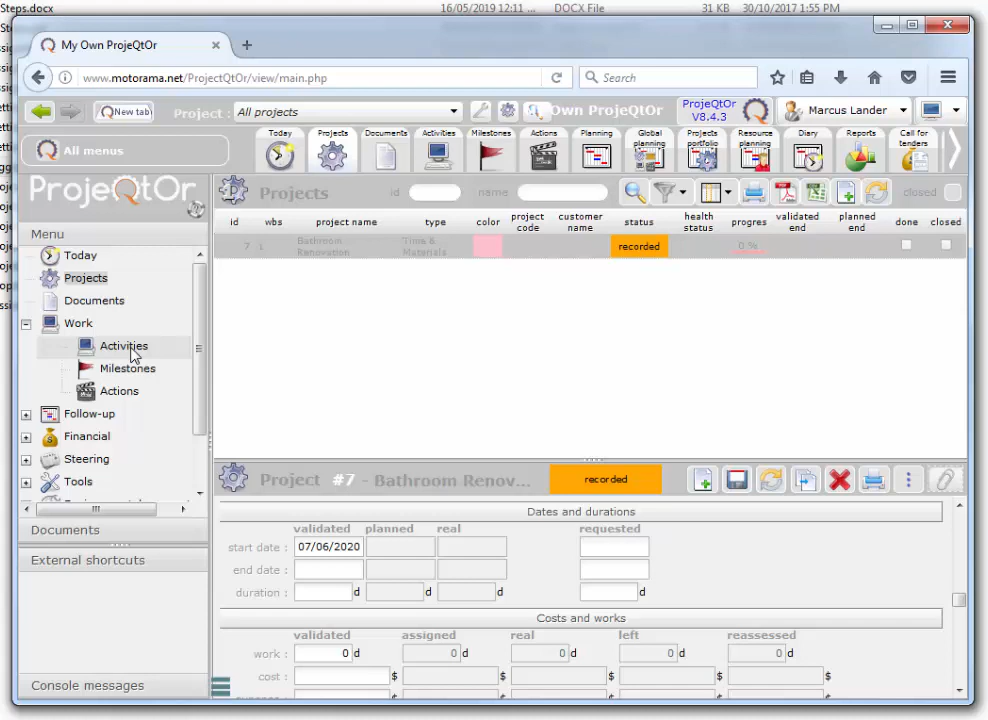 Steps.docx 16/05/2019 12:11 ... DOCX File 31 KB 30/10/2017 1:55 PM
My Own ProjeQtOr
www.motorama.net/ProjectQtOr/view/main.php Search
New tab Project : All projects Own ProjeQtOr ProjeQtOr V8.4.3 Marcus Lander
All menus Today Projects Documents Activities Milestones Actions Planning Global planning Projects portfolio Resource planning Diary Reports Call for tenders
ProjeQtOr Projects id name closed
Menu
id wbs project name type color project code customer name status health status progres validated end planned end done closed
7 1 Bathroom Renovation Time & Materials recorded 0 %
Today
Projects
Documents
Work
Activities
Milestones
Actions
Follow-up
Financial
Steering
Tools
Documents
External shortcuts
Console messages
Project #7 - Bathroom Renov... recorded
Dates and durations
validated planned real requested
start date : 07/06/2020
end date :
duration : d d d d
Costs and works
validated assigned real left reassessed
work : 0 d 0 d 0 d 0 d 0 d
cost : $ $ $ $ $